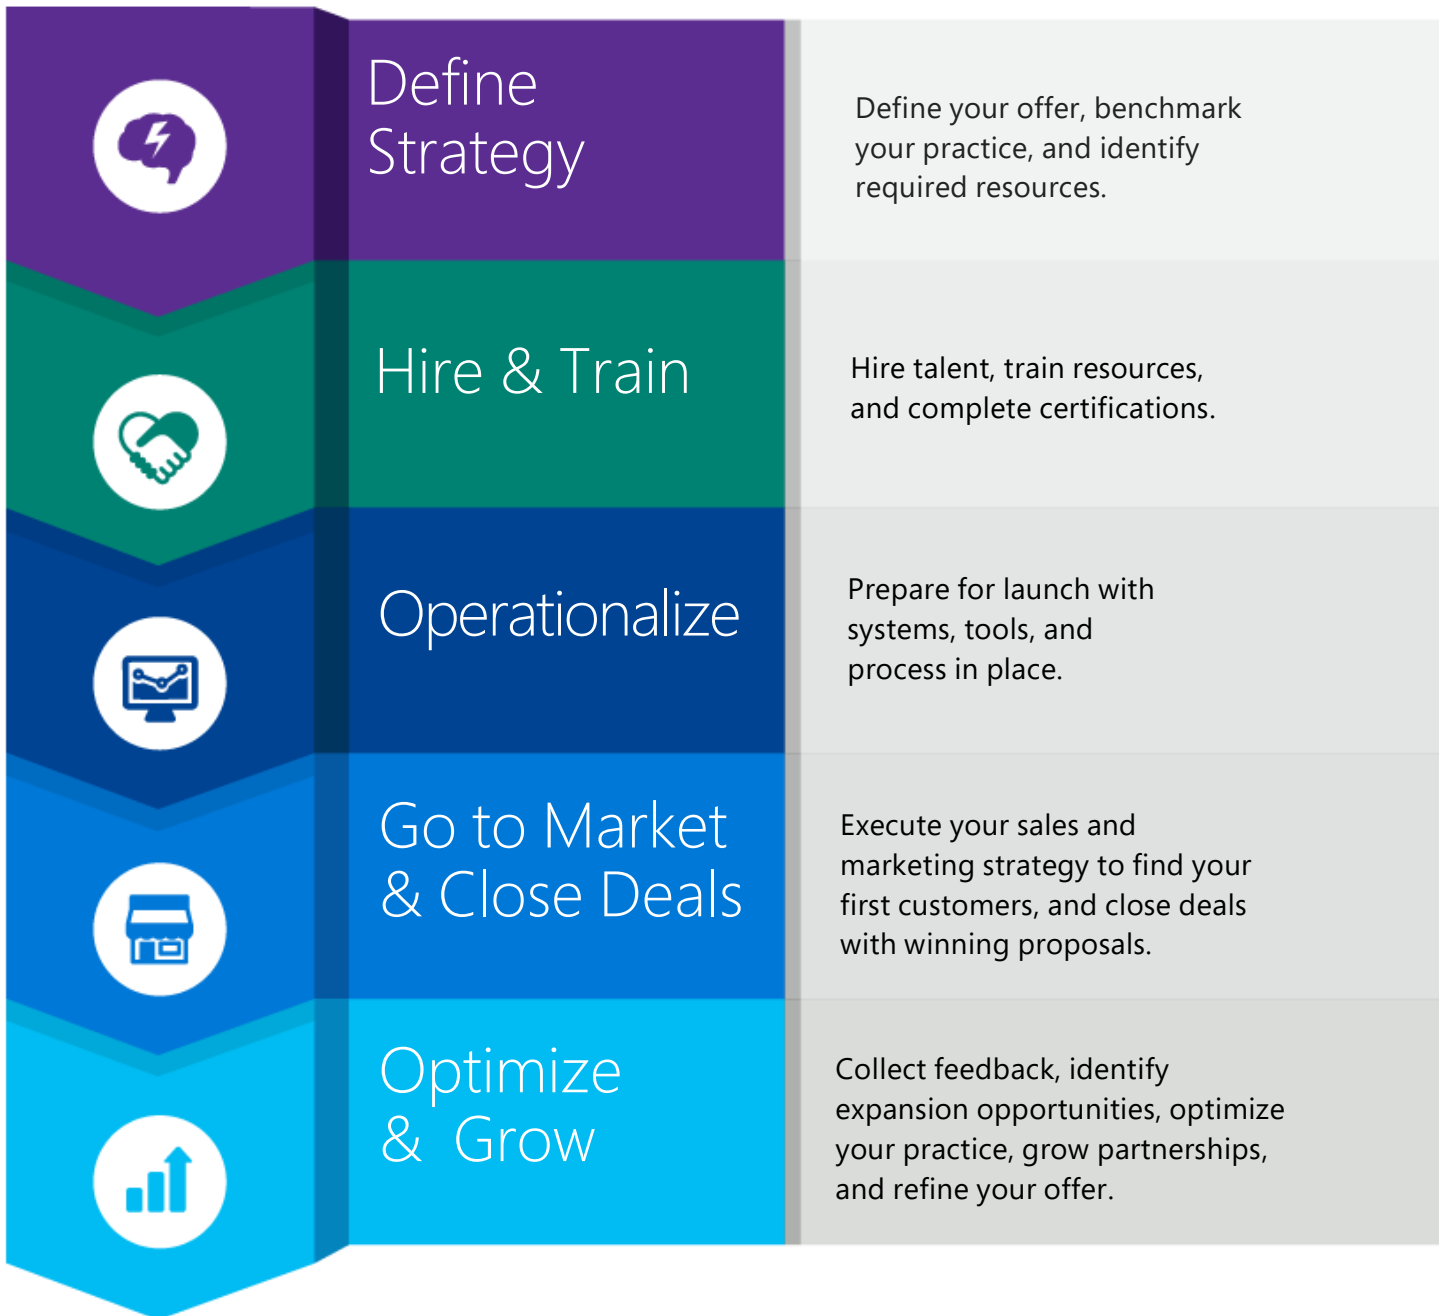 Define
Strategy
Define your offer, benchmark
your practice, and identify
required resources.
Hire & Train
Hire talent, train resources,
and complete certifications.
Operationalize
Prepare for launch with
systems, tools, and
process in place.
Go to Market
& Close Deals
Execute your sales and
marketing strategy to find your
first customers, and close deals
with winning proposals.
Optimize
& Grow
Collect feedback, identify
expansion opportunities, optimize
your practice, grow partnerships,
and refine your offer.